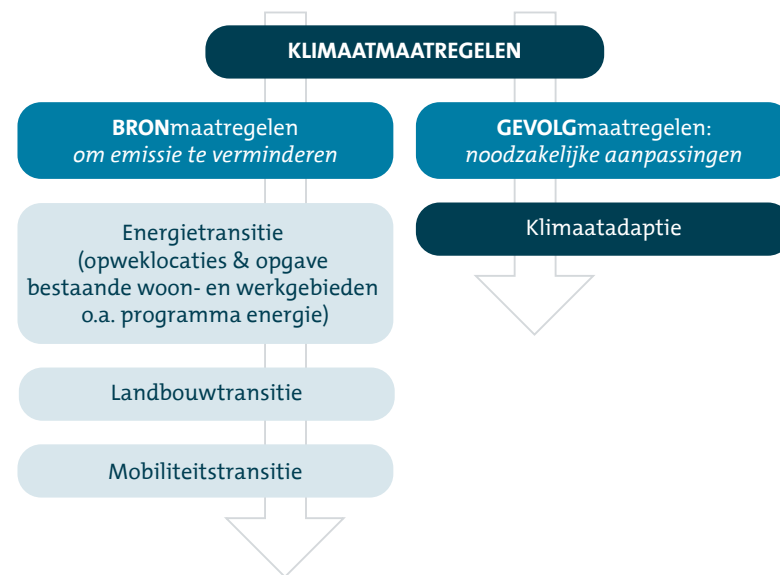 KLIMAATMAATREGELEN
BRONmaatregelen
om emissie te verminderen
GEVOLGmaatregelen:
noodzakelijke aanpassingen
Energietransitie
(opweklocaties & opgave
bestaande woon- en werkgebieden
o.a. programma energie)
Klimaatadaptie
Landbouwtransitie
Mobiliteitstransitie